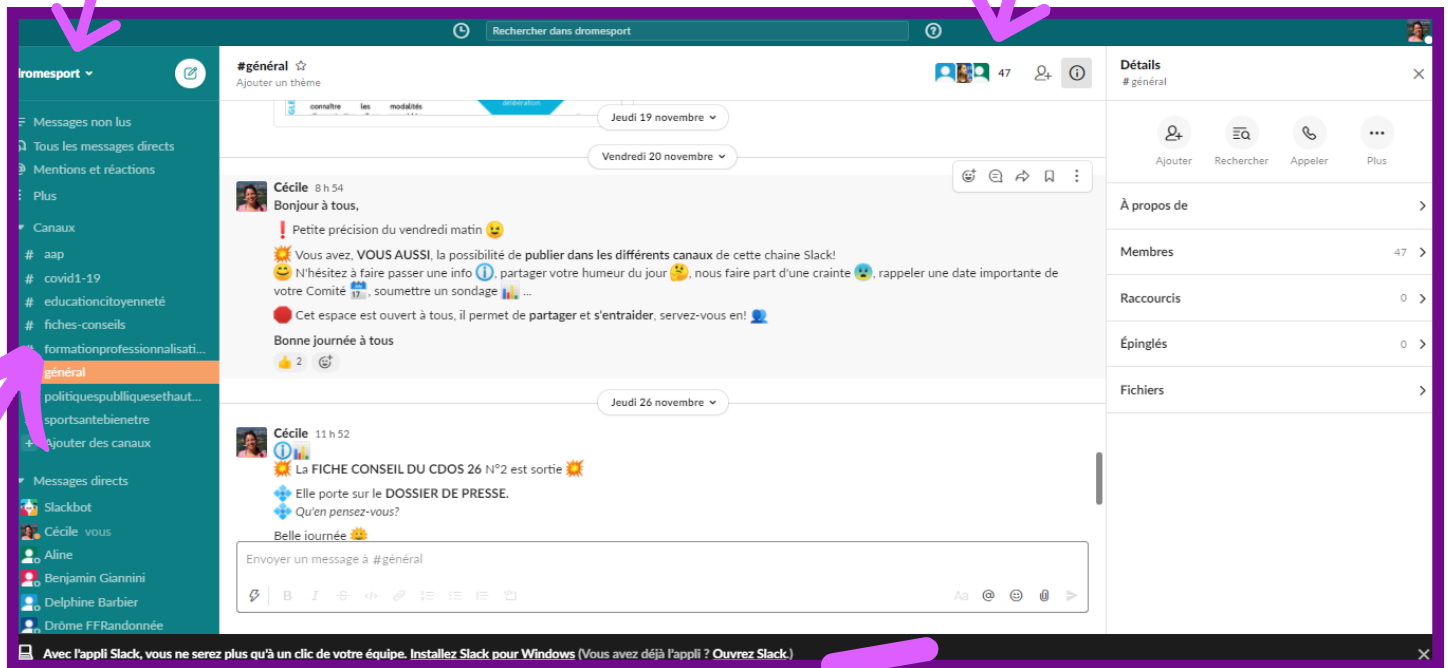 Rechercher dans dromesport
dromesport
Messages non lus
Tous les messages directs
Mentions et réactions
Plus
Canaux
# aap
# covid1-19
# educationcitoyenneté
# fiches-conseils
# formationprofessionnalisati...
général
politiquespubliquesethaut...
sportsantebienetre
+ Ajouter des canaux
Messages directs
Slackbot
Cécile vous
Aline
Benjamin Giannini
Delphine Barbier
Drôme FFRandonnée
#général
Ajouter un thème
47
connaître les modalités
délibération
Jeudi 19 novembre
Vendredi 20 novembre
Cécile 8 h 54
Bonjour à tous,
❗ Petite précision du vendredi matin 😉
💥 Vous avez, VOUS AUSSI, la possibilité de publier dans les différents canaux de cette chaine Slack!
😄 N'hésitez à faire passer une info ℹ️, partager votre humeur du jour 🤔, nous faire part d'une crainte 😨, rappeler une date importante de
votre Comité 📅, soumettre un sondage 📊 ...
🛑 Cet espace est ouvert à tous, il permet de partager et s'entraider, servez-vous en! 👥
Bonne journée à tous
👍 2
Jeudi 26 novembre
Cécile 11 h 52
ℹ️📊
💥 La FICHE CONSEIL DU CDOS 26 N°2 est sortie 💥
💠 Elle porte sur le DOSSIER DE PRESSE.
💠 Qu'en pensez-vous?
Belle journée 🌞
Envoyer un message à #général
B I S </>
Aa @
Détails
# général
Ajouter
Rechercher
Appeler
Plus
À propos de
Membres 47
Raccourcis 0
Épinglés 0
Fichiers
Avec l'appli Slack, vous ne serez plus qu'à un clic de votre équipe. Installez Slack pour Windows (Vous avez déjà l'appli ? Ouvrez Slack.)